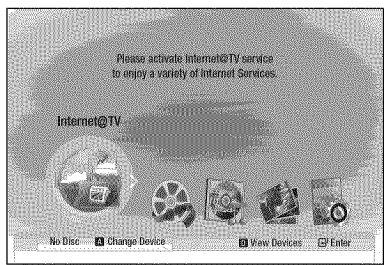 Please activate Internet@TV service
to enjoy a variety of Internet Services.
Internet@TV
No Disc A Change Device D View Devices Enter